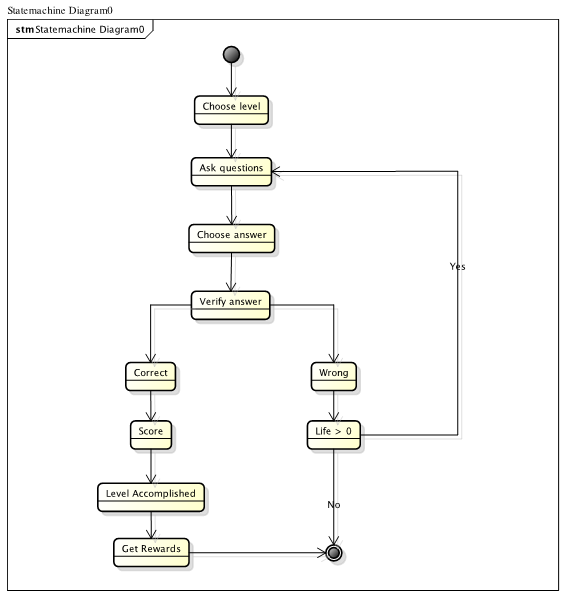 Statemachine Diagram0
stm Statemachine Diagram0
Choose level
Ask questions
Choose answer
Yes
Verify answer
Correct
Wrong
Score
Life > 0
Level Accomplished
No
Get Rewards